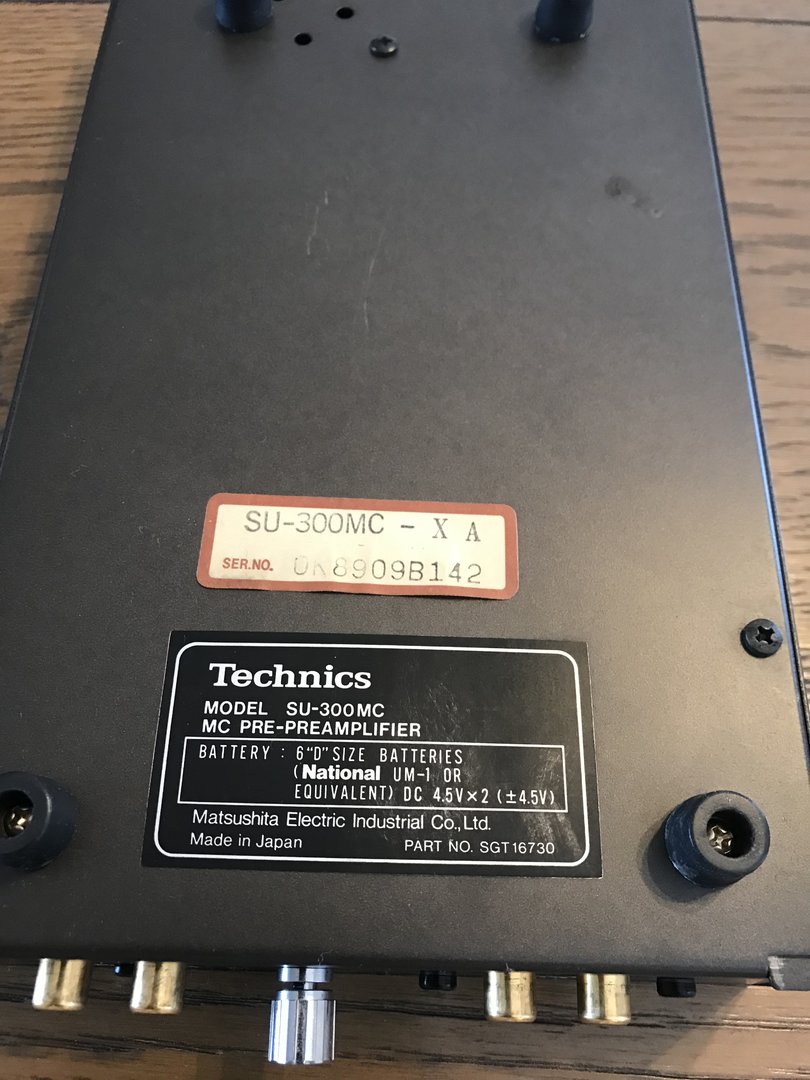 SU-300MC - X A
SER.NO. 0K8909B142
Technics
MODEL SU-300MC
MC PRE-PREAMPLIFIER
BATTERY : 6 "D" SIZE BATTERIES
(National UM-1 OR
EQUIVALENT) DC 4.5V×2 (±4.5V)
Matsushita Electric Industrial Co., Ltd.
Made in Japan PART NO. SGT16730